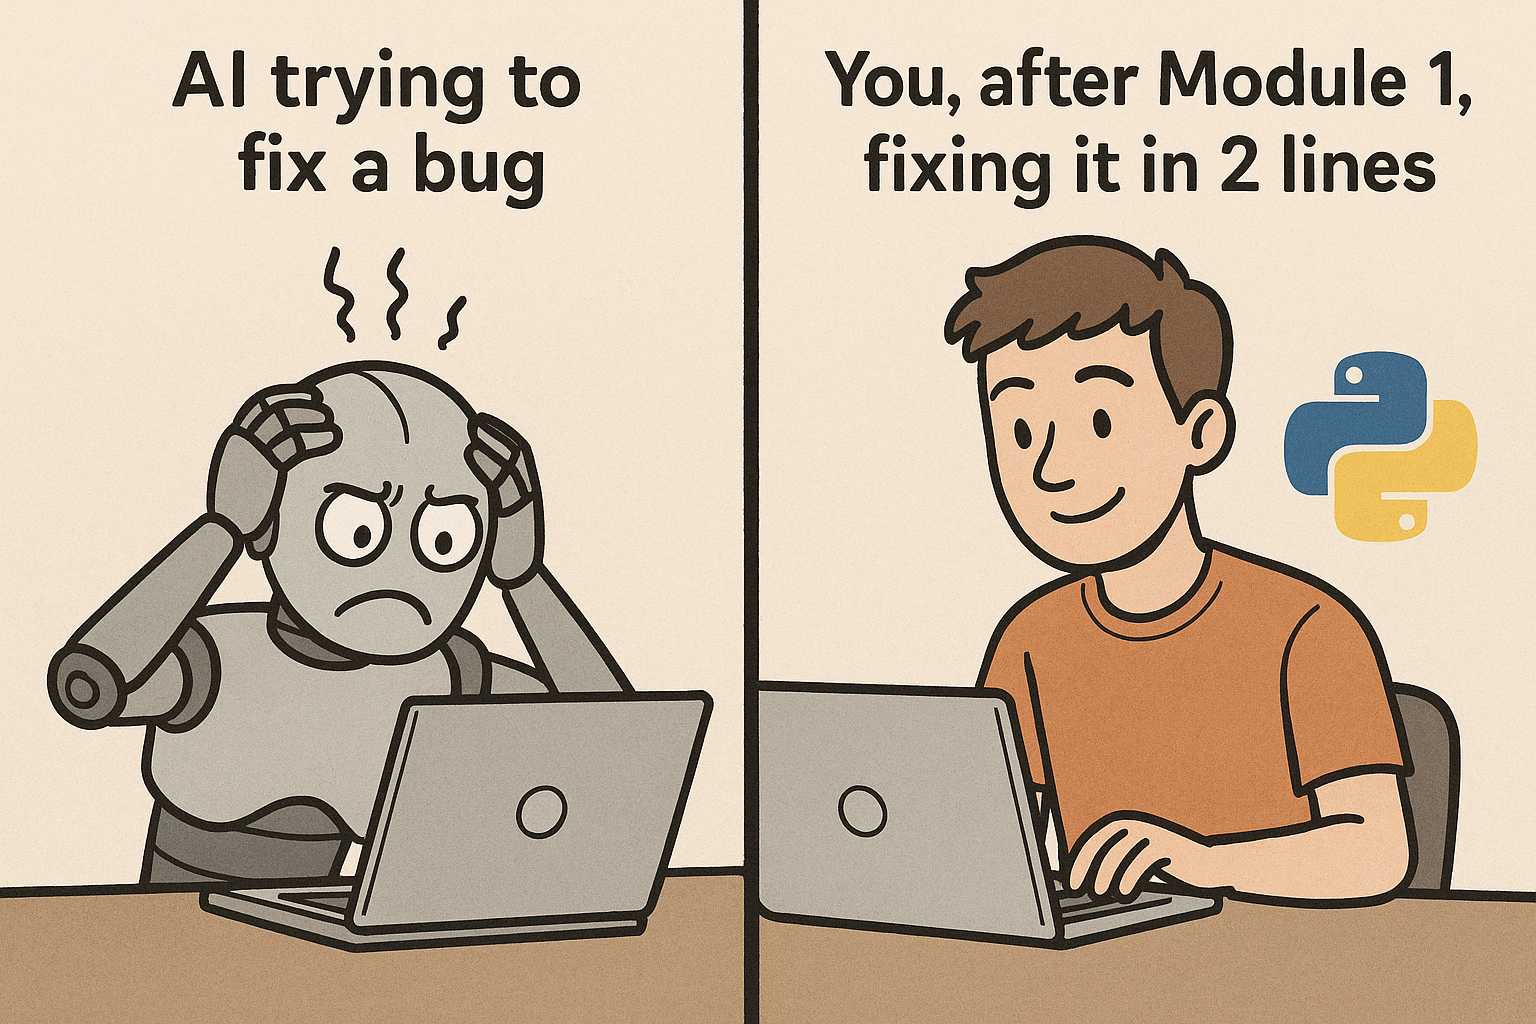 AI trying to
fix a bug
You, after Module 1,
fixing it in 2 lines